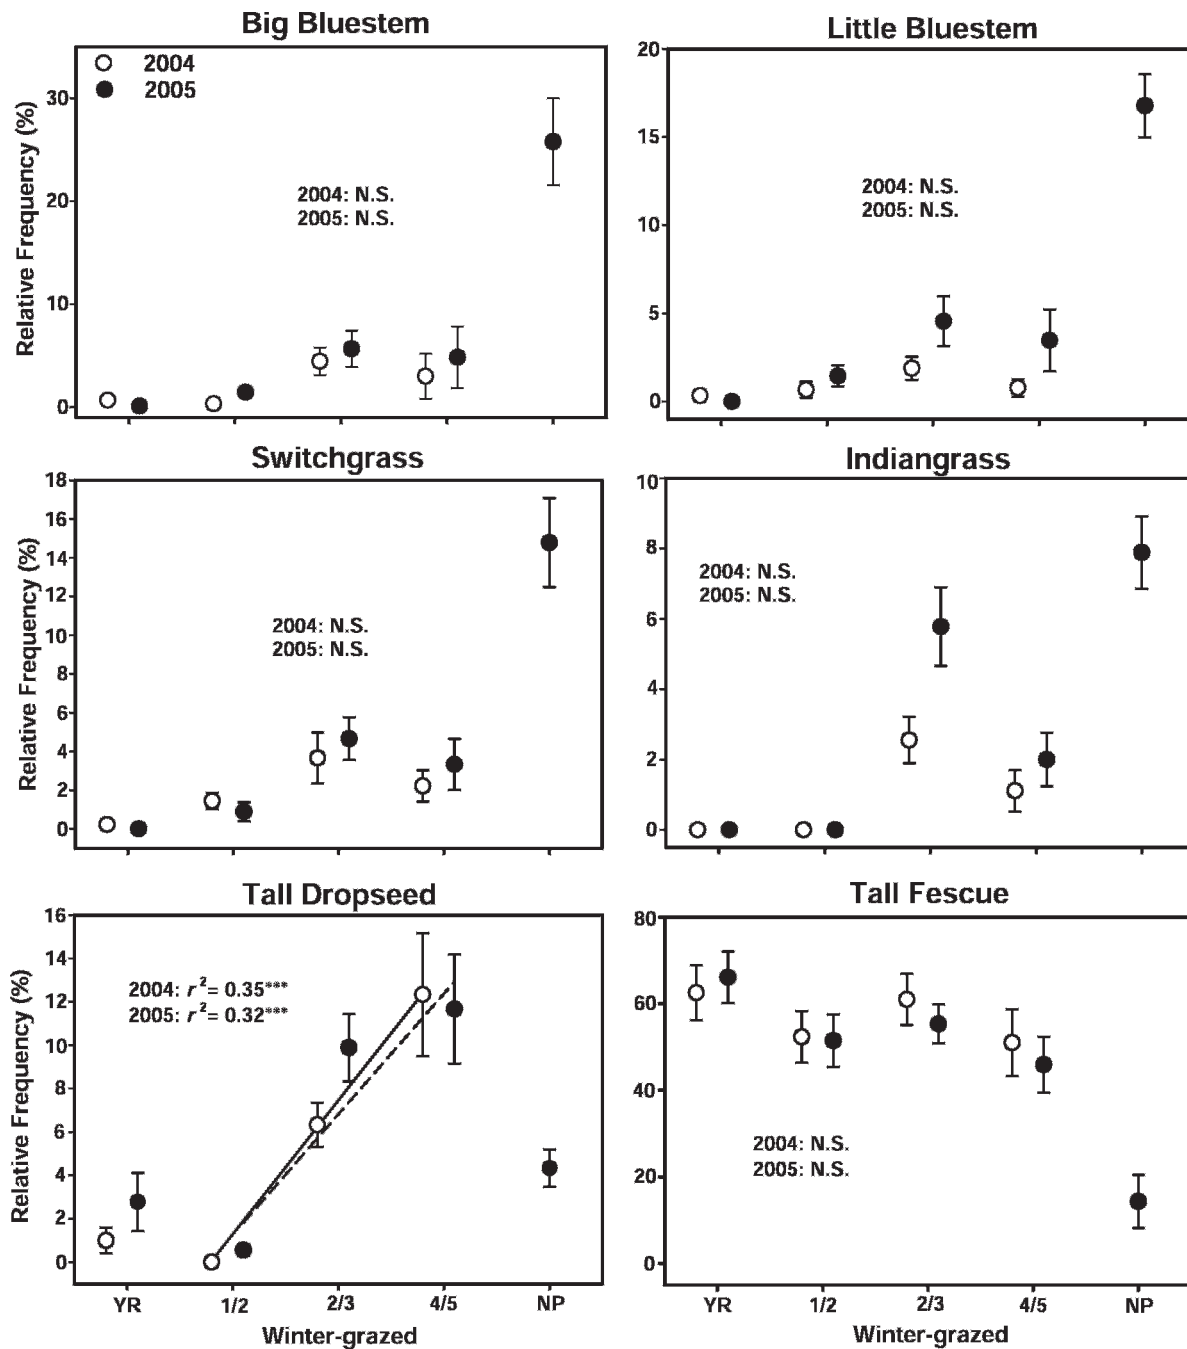 Big Bluestem
2004
2005
30
20
10
0
Relative Frequency (%)
2004: N.S.
2005: N.S.
Little Bluestem
20
15
10
5
0
2004: N.S.
2005: N.S.
Switchgrass
18
16
14
12
10
8
6
4
2
0
Relative Frequency (%)
2004: N.S.
2005: N.S.
Indiangrass
10
8
6
4
2
0
2004: N.S.
2005: N.S.
Tall Dropseed
16
14
12
10
8
6
4
2
0
Relative Frequency (%)
2004: r²= 0.35***
2005: r²= 0.32***
YR 1/2 2/3 4/5 NP
Winter-grazed
Tall Fescue
80
60
40
20
0
2004: N.S.
2005: N.S.
YR 1/2 2/3 4/5 NP
Winter-grazed